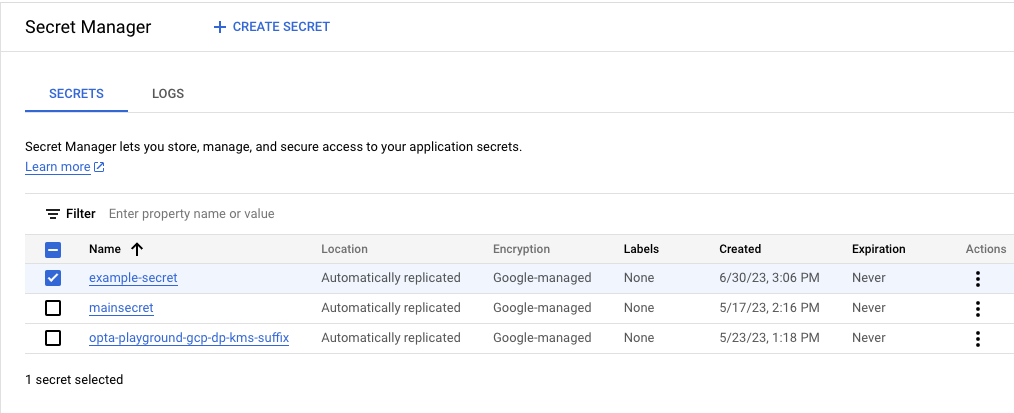 Secret Manager + CREATE SECRET
SECRETS LOGS
Secret Manager lets you store, manage, and secure access to your application secrets.
Learn more
Filter Enter property name or value
Name Location Encryption Labels Created Expiration Actions
example-secret Automatically replicated Google-managed None 6/30/23, 3:06 PM Never
mainsecret Automatically replicated Google-managed None 5/17/23, 2:16 PM Never
opta-playground-gcp-dp-kms-suffix Automatically replicated Google-managed None 5/23/23, 1:18 PM Never
1 secret selected